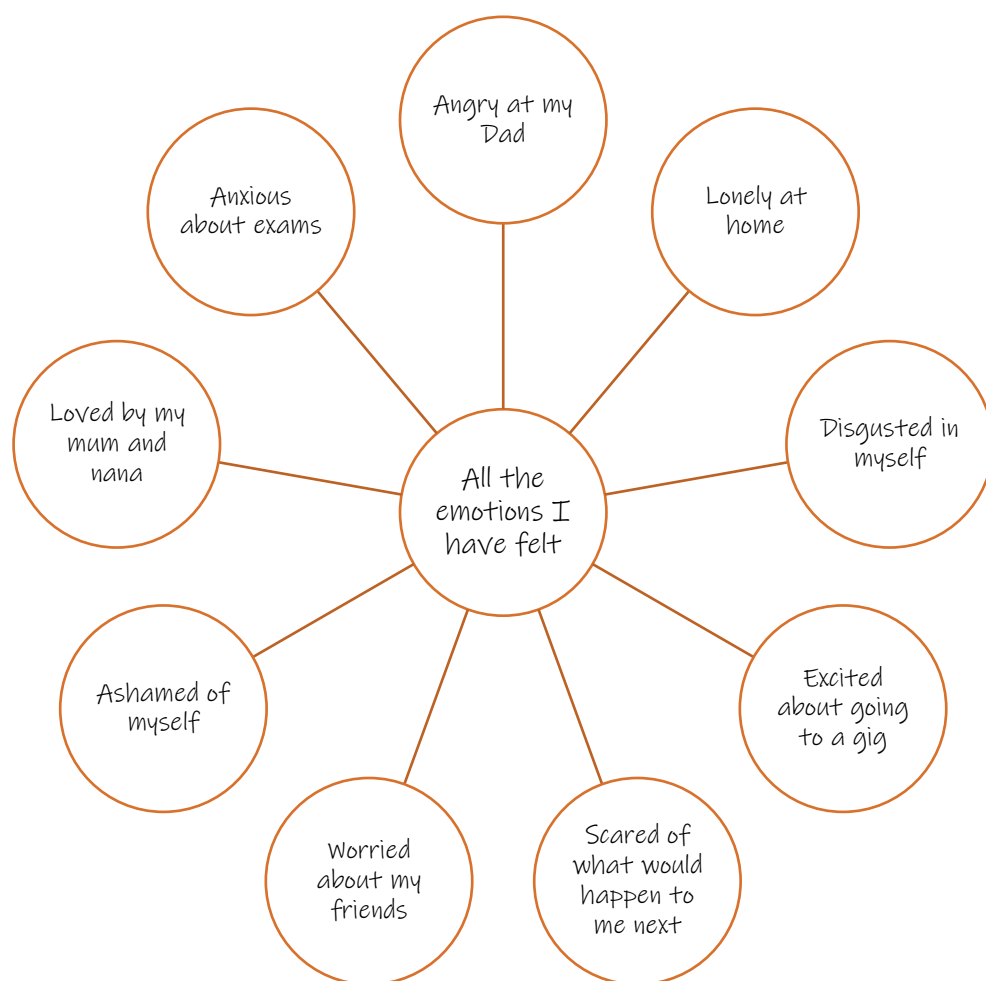 Angry at my
Dad
Lonely at
home
Disgusted in
myself
Excited
about going
to a gig
Scared of
what would
happen to
me next
Worried
about my
friends
Ashamed of
myself
Loved by my
mum and
nana
Anxious
about exams
All the
emotions I
have felt